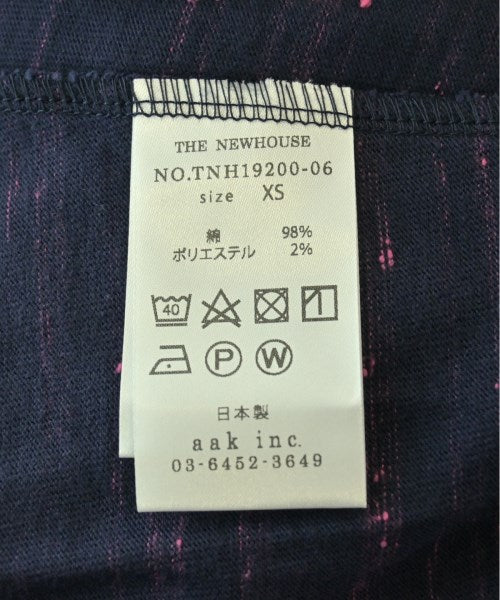 THE NEWHOUSE
NO.TNH19200-06
size XS
綿 98%
ポリエステル 2%
40
P W
日本製
aak inc.
03-6452-3649